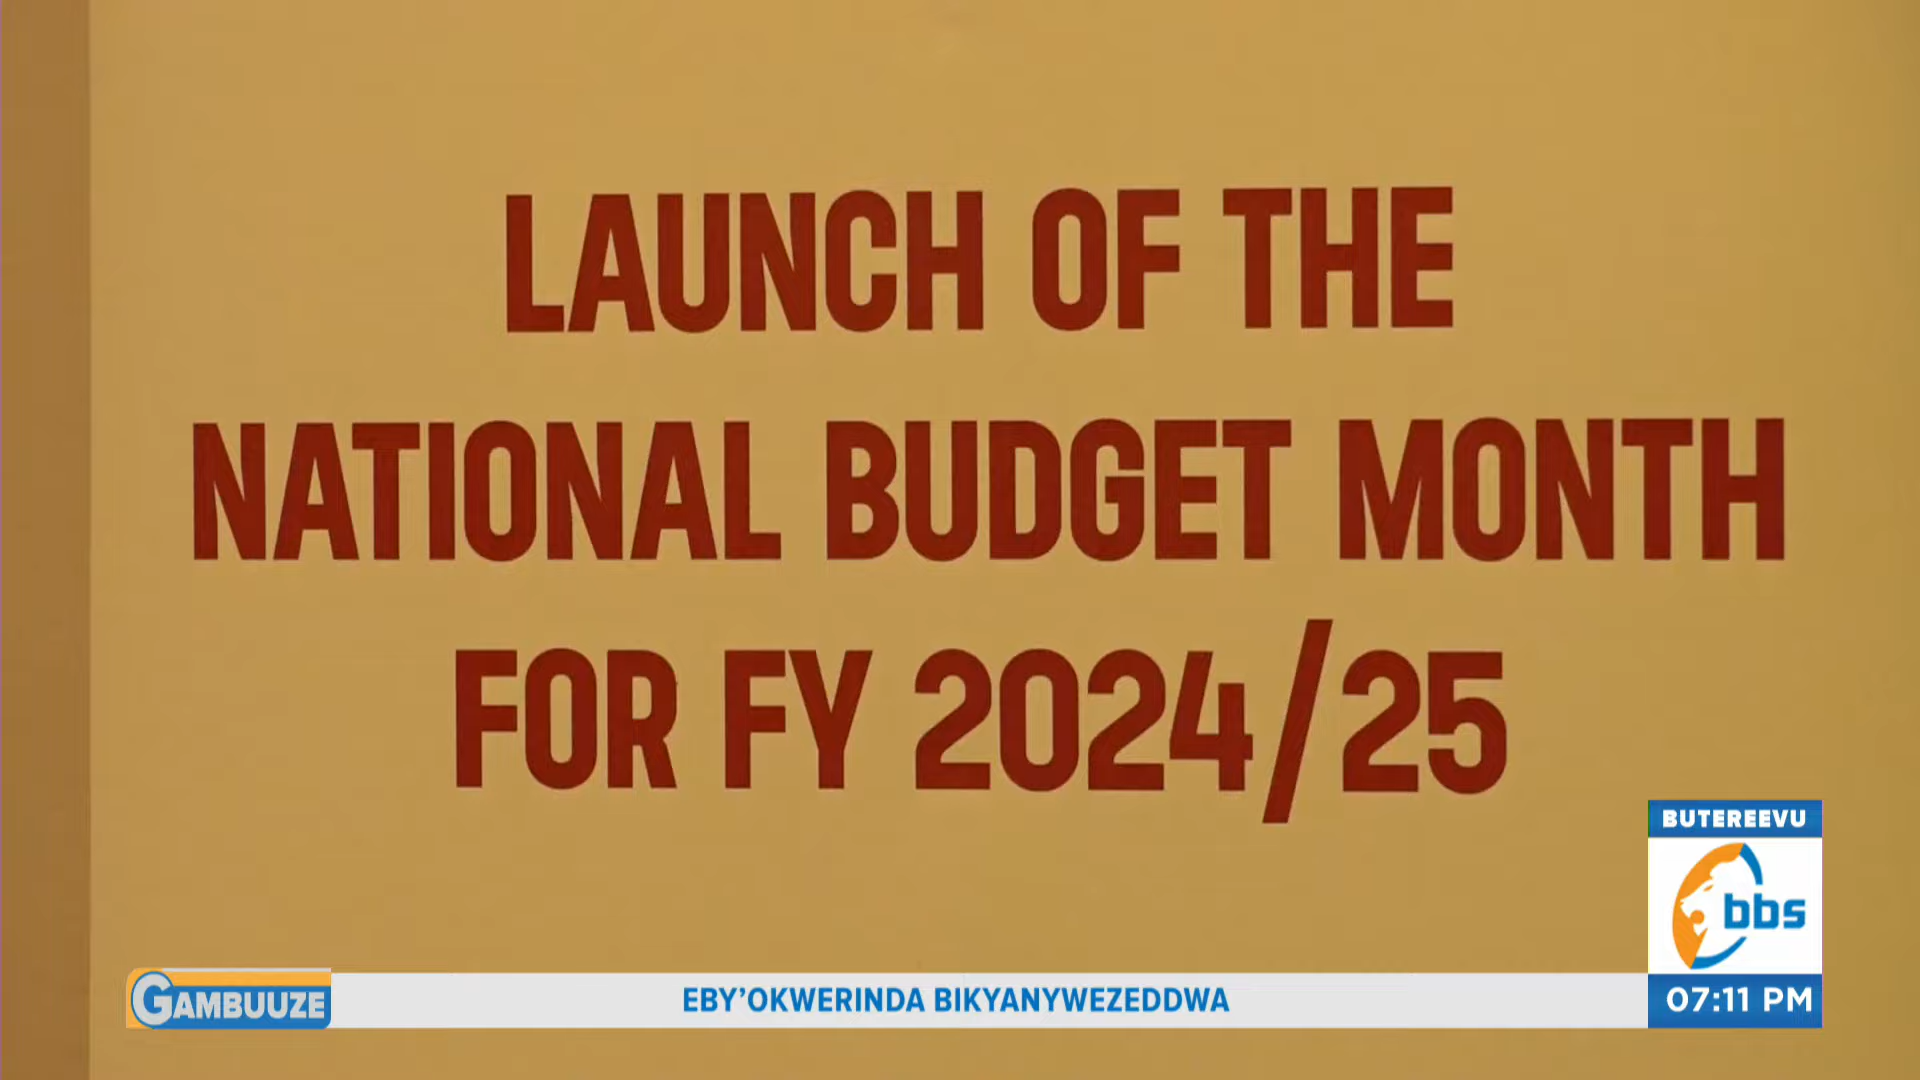 LAUNCH OF THE
NATIONAL BUDGET MONTH
FOR FY 2024/25
BUTEREEVU
bbs
GAMBUUZE
EBY'OKWERINDA BIKYANYWEZEDDWA
07:11 PM